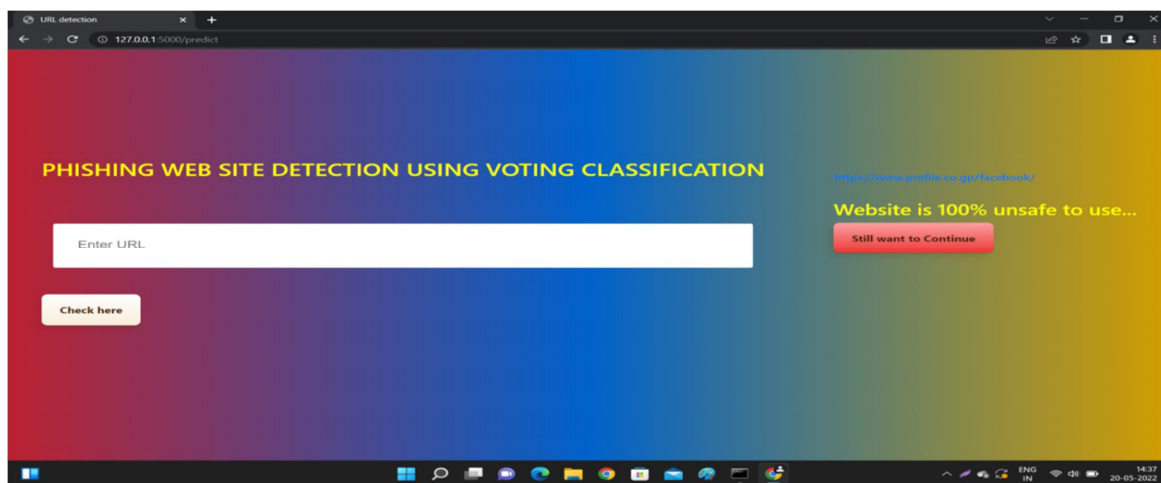 URL detection
127.0.0.1:5000/predict
PHISHING WEB SITE DETECTION USING VOTING CLASSIFICATION
https://www.profile.co.gp/facebook/
Website is 100% unsafe to use...
Enter URL
Still want to Continue
Check here
ENG
IN
14:37
20-05-2022